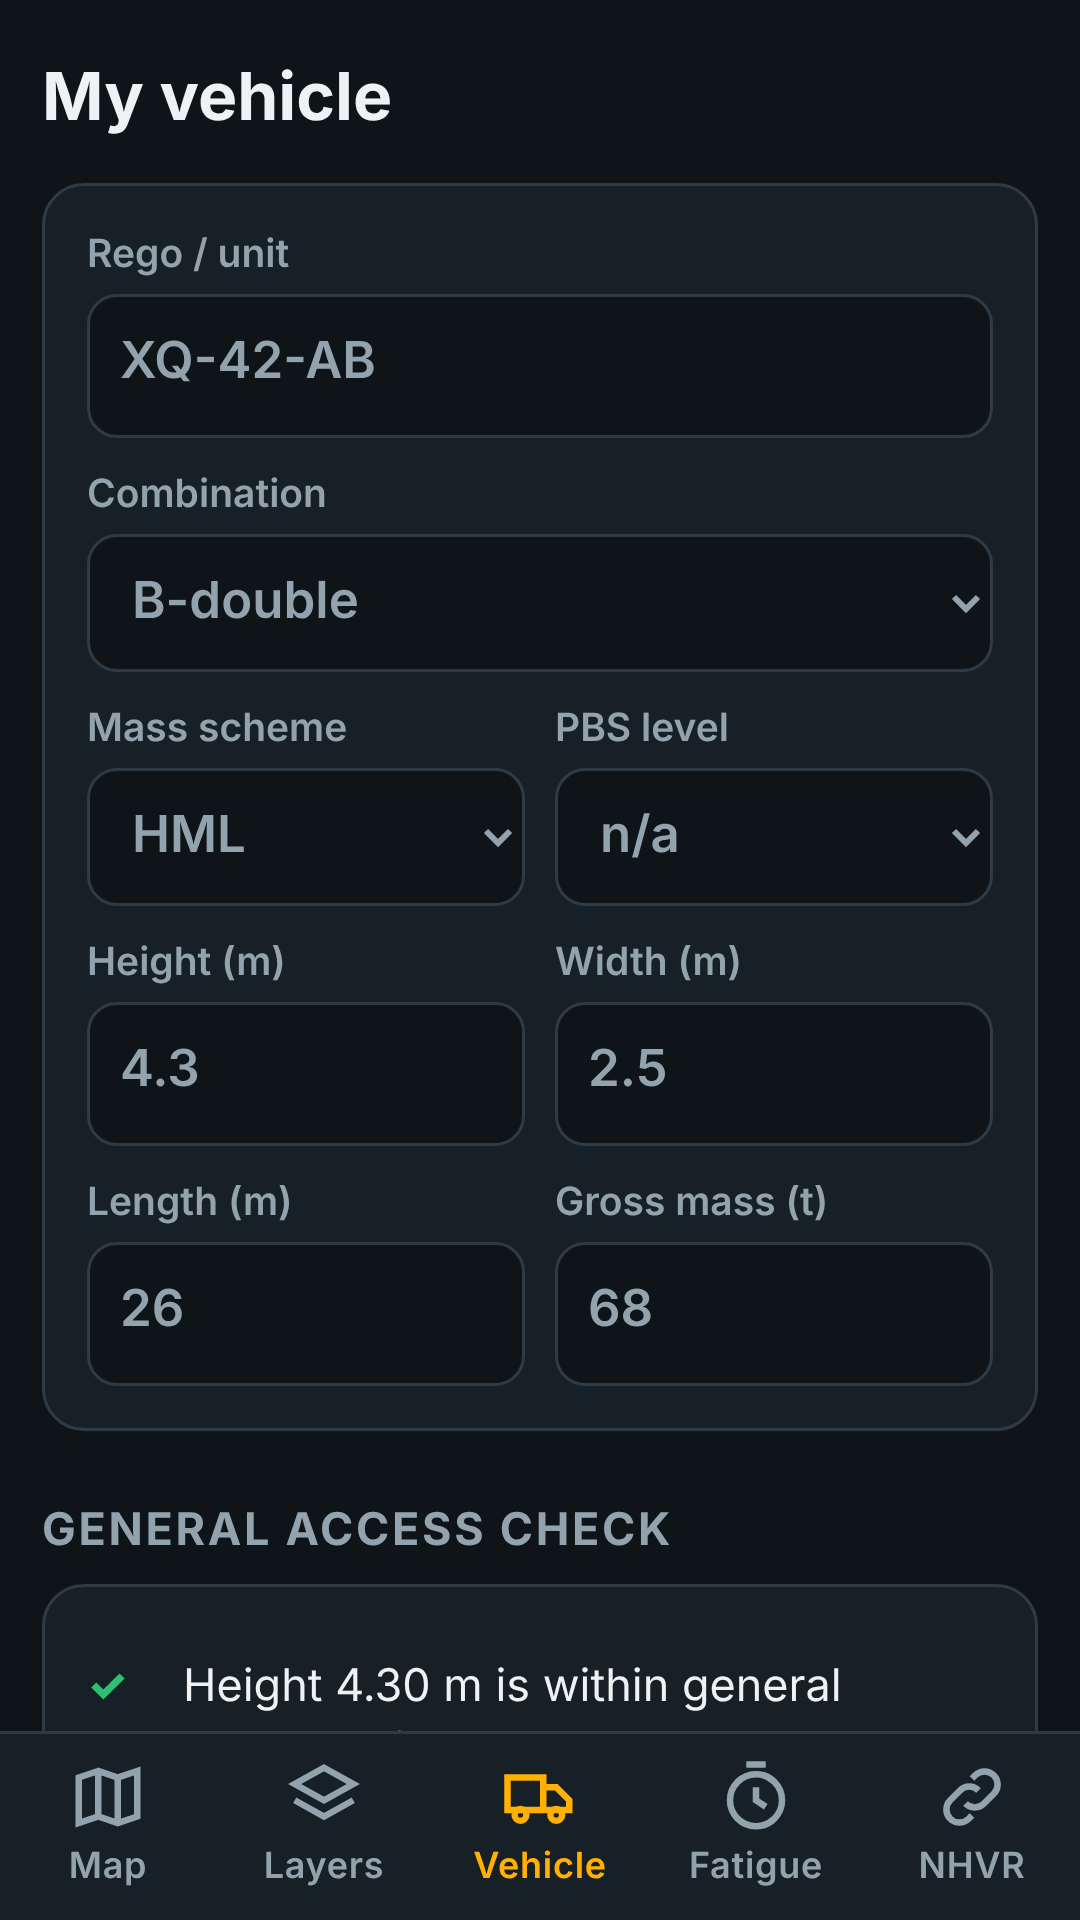 My vehicle
Rego / unit
XQ-42-AB
Combination
B-double
Mass scheme
PBS level
HML
n/a
Height (m)
Width (m)
4.3
2.5
Length (m)
Gross mass (t)
26
68
GENERAL ACCESS CHECK
Height 4.30 m is within general
Map
Layers
Vehicle
Fatigue
NHVR